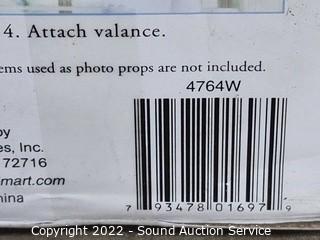 4. Attach valance.
ems used as photo props are not included.
4764W
by
es, Inc.
72716
mart.com
hina
7 93478 01697 9
Copyright 2022 - Sound Auction Service